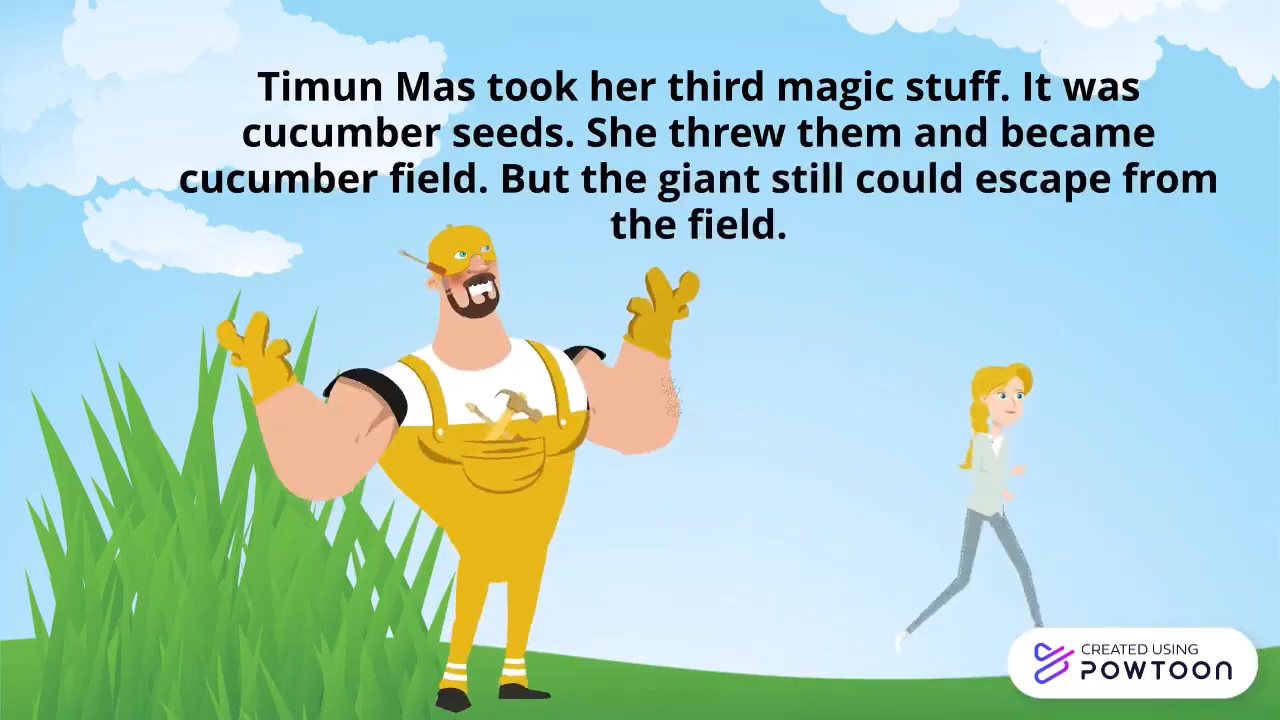 Timun Mas took her third magic stuff. It was
cucumber seeds. She threw them and became
cucumber field. But the giant still could escape from
the field.
CREATED USING
POWTOON